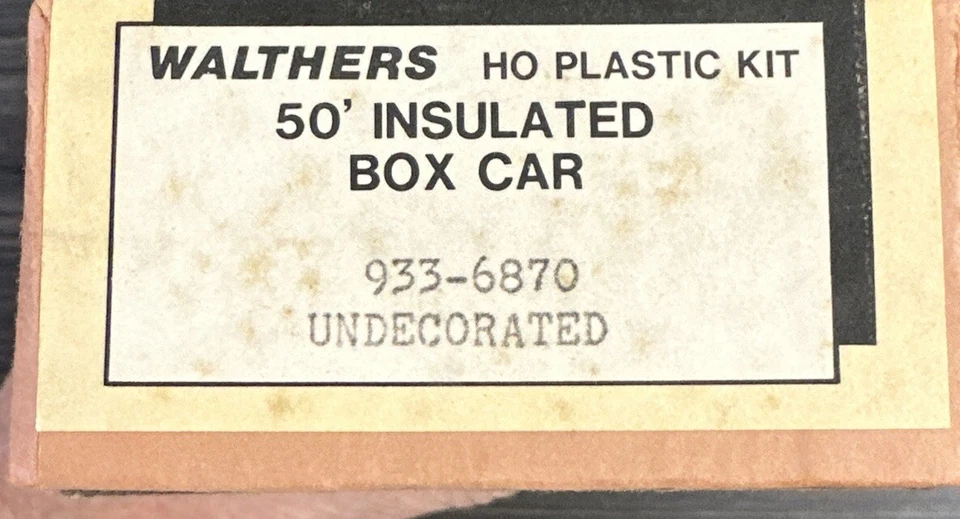 WALTHERS HO PLASTIC KIT
50' INSULATED
BOX CAR
933-6870
UNDECORATED